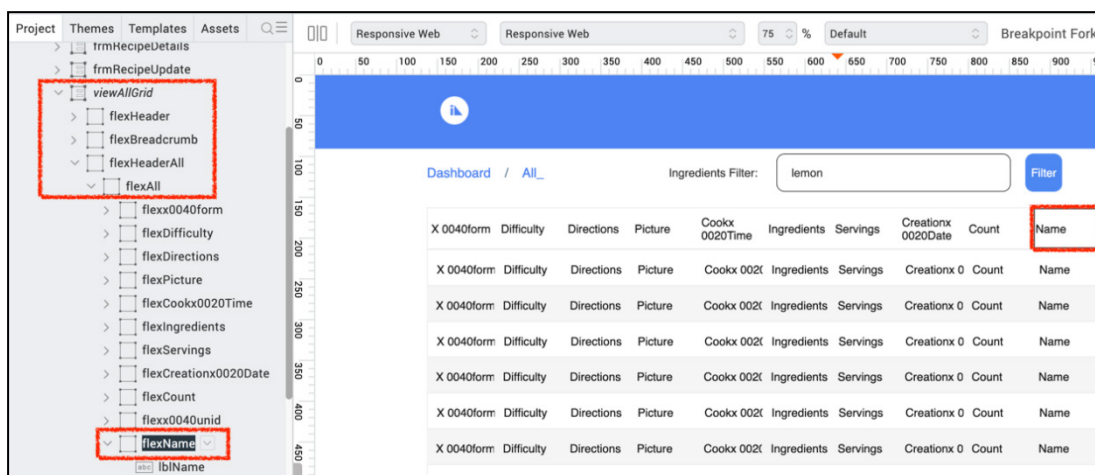 Project Themes Templates Assets
Responsive Web Responsive Web 75 % Default Breakpoint Fork
frmRecipeDetails
frmRecipeUpdate
viewAllGrid
flexHeader
flexBreadcrumb
flexHeaderAll
flexAll
flexx0040form
flexDifficulty
flexDirections
flexPicture
flexCookx0020Time
flexIngredients
flexServings
flexCreationx0020Date
flexCount
flexx0040unid
flexName
abc lblName
0 50 100 150 200 250 300 350 400 450 500 550 600 650 700 750 800 850 900
0
50
100
150
200
250
300
350
400
450
Dashboard / All_ Ingredients Filter: lemon Filter
X 0040form Difficulty Directions Picture Cookx 0020Time Ingredients Servings Creationx 0020Date Count Name
X 0040form Difficulty Directions Picture Cookx 002( Ingredients Servings Creationx 0 Count Name
X 0040form Difficulty Directions Picture Cookx 002( Ingredients Servings Creationx 0 Count Name
X 0040form Difficulty Directions Picture Cookx 002( Ingredients Servings Creationx 0 Count Name
X 0040form Difficulty Directions Picture Cookx 002( Ingredients Servings Creationx 0 Count Name
X 0040form Difficulty Directions Picture Cookx 002( Ingredients Servings Creationx 0 Count Name
X 0040form Difficulty Directions Picture Cookx 002( Ingredients Servings Creationx 0 Count Name